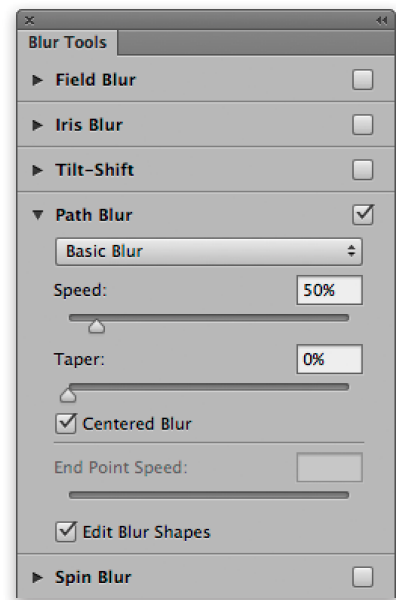 Blur Tools
Field Blur
Iris Blur
Tilt-Shift
Path Blur
Basic Blur
Speed: 50%
Taper: 0%
Centered Blur
End Point Speed:
Edit Blur Shapes
Spin Blur